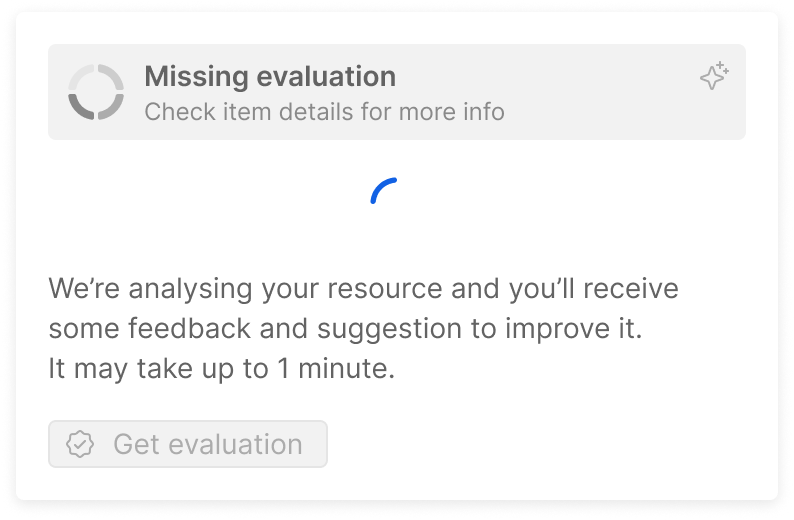 Missing evaluation
Check item details for more info
We’re analysing your resource and you’ll receive
some feedback and suggestion to improve it.
It may take up to 1 minute.
Get evaluation